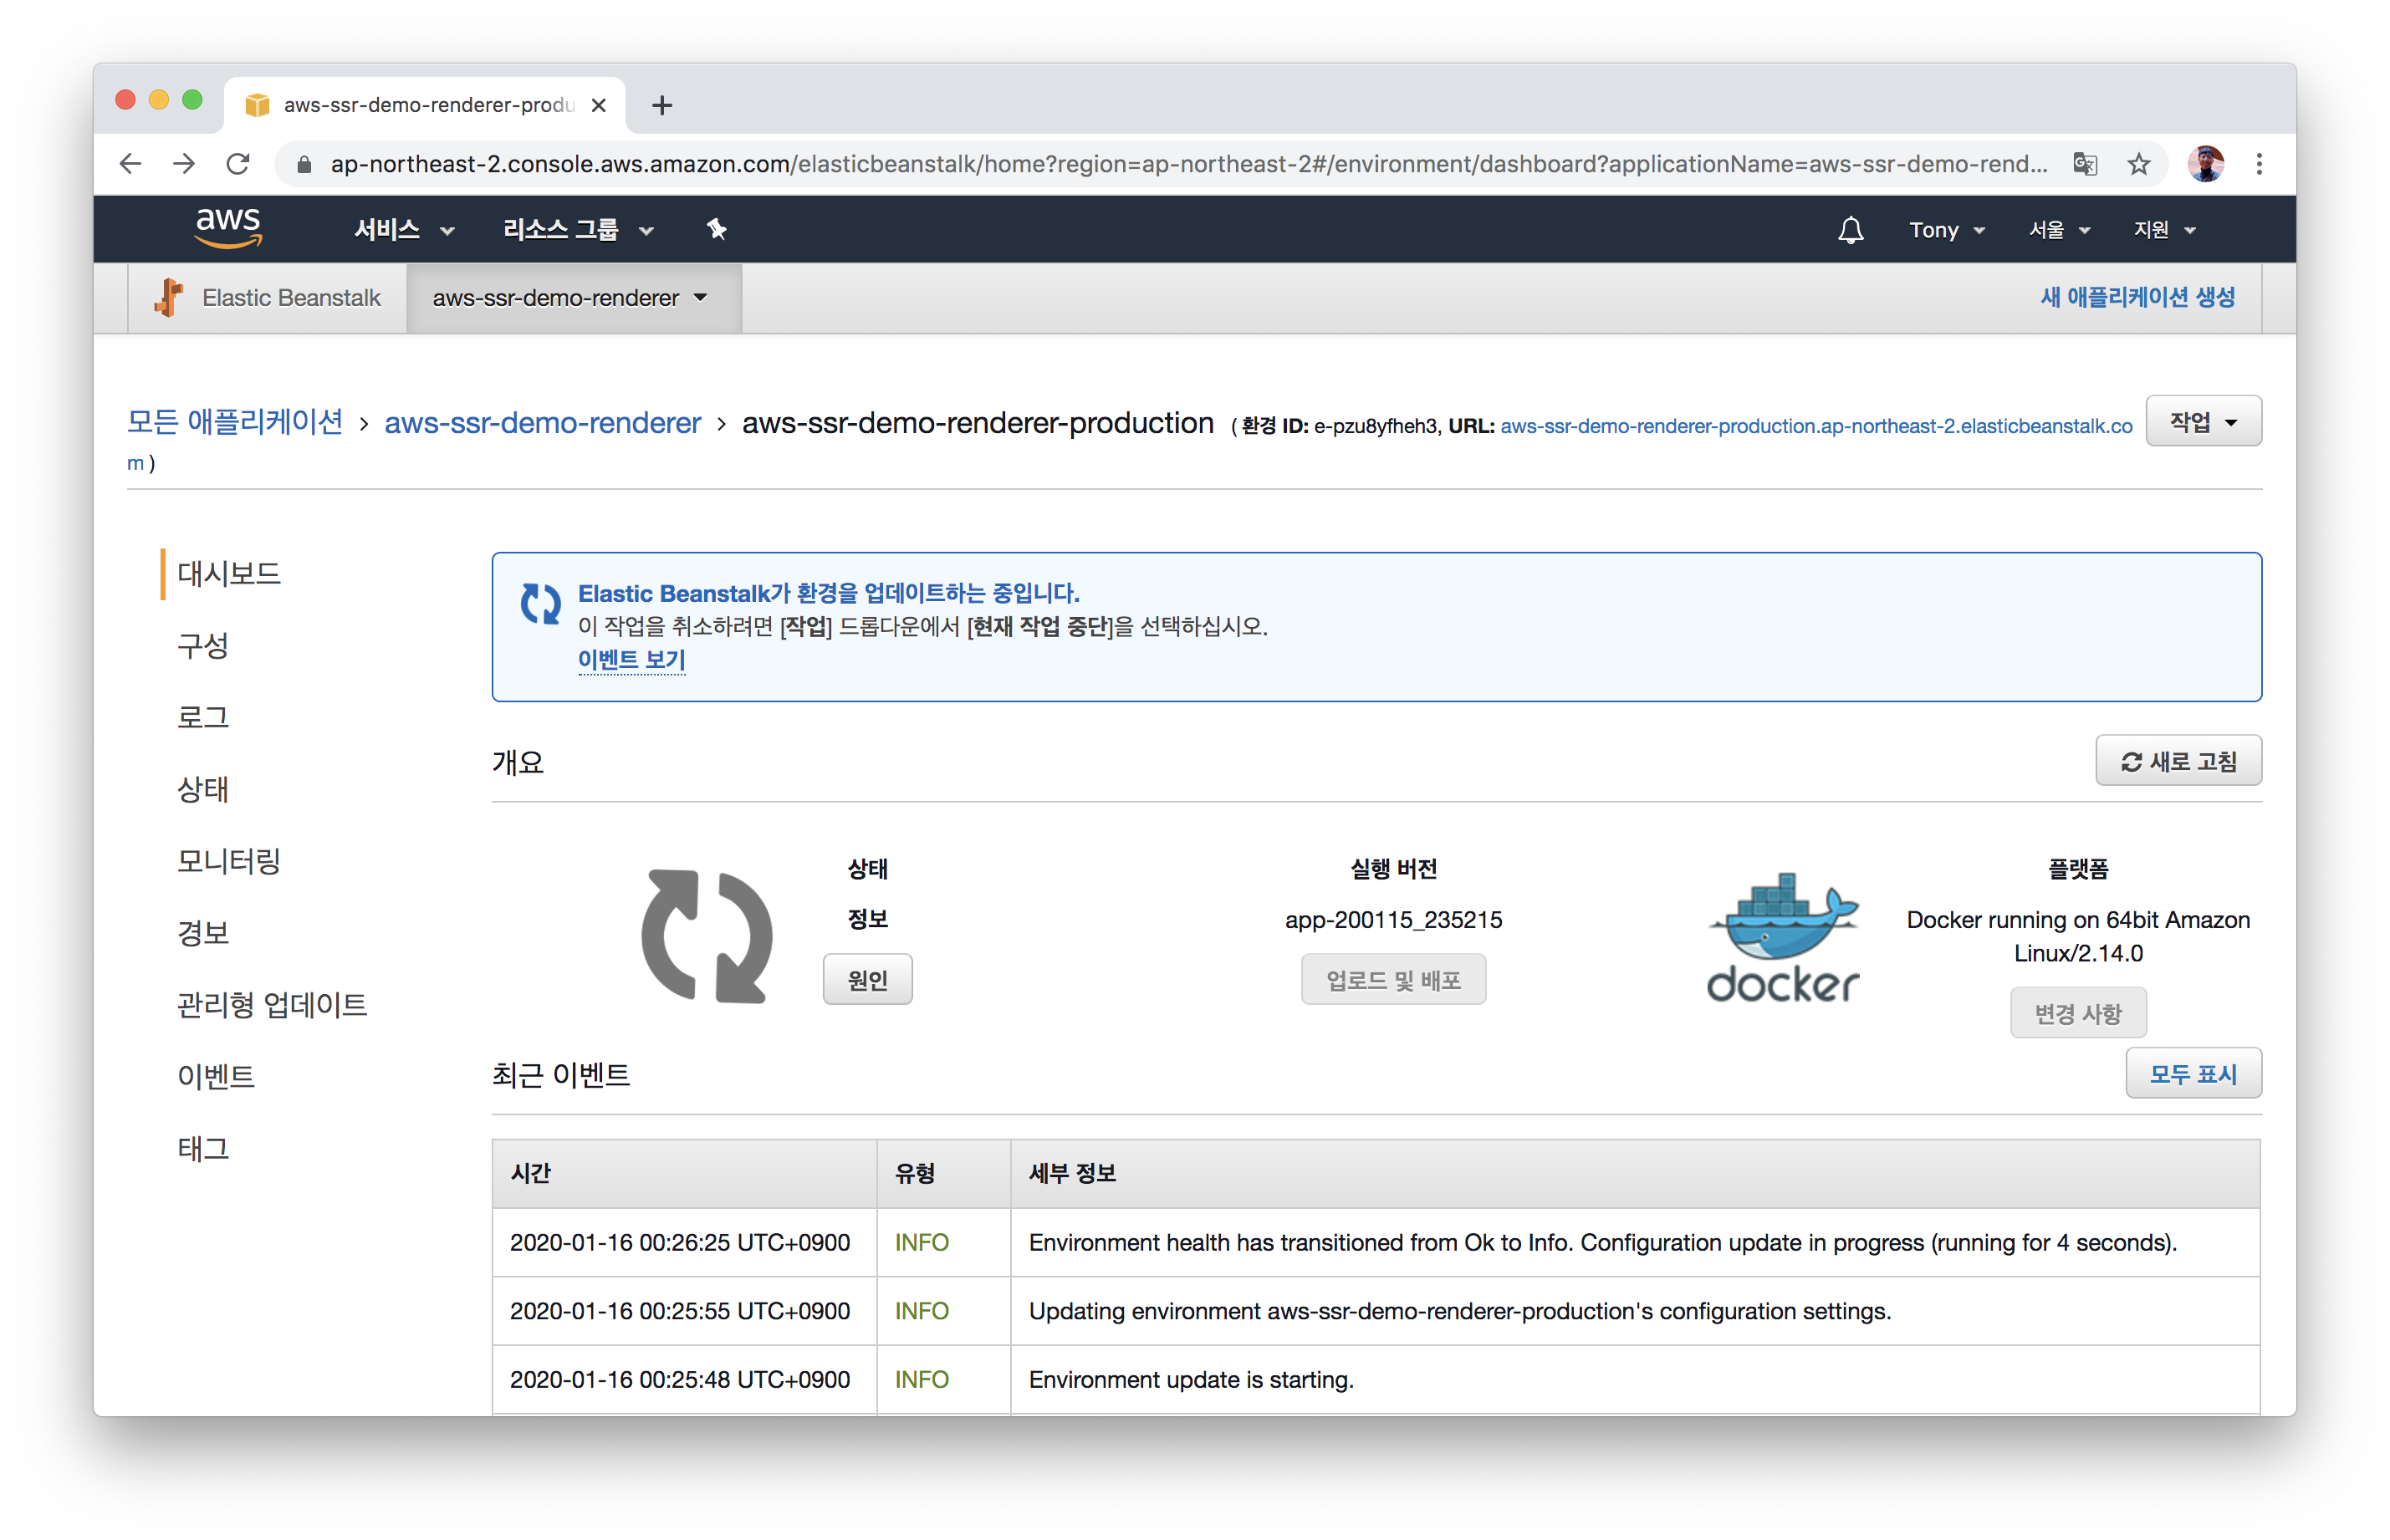 aws-ssr-demo-renderer-produ
ap-northeast-2.console.aws.amazon.com/elasticbeanstalk/home?region=ap-northeast-2#/environment/dashboard?applicationName=aws-ssr-demo-rend...
aws 서비스 리소스 그룹 Tony 서울 지원
Elastic Beanstalk aws-ssr-demo-renderer 새 애플리케이션 생성
모든 애플리케이션 › aws-ssr-demo-renderer › aws-ssr-demo-renderer-production ( 환경 ID: e-pzu8yfheh3, URL: aws-ssr-demo-renderer-production.ap-northeast-2.elasticbeanstalk.co 작업
m )
대시보드
구성
로그
상태
모니터링
경보
관리형 업데이트
이벤트
태그
Elastic Beanstalk가 환경을 업데이트하는 중입니다.
이 작업을 취소하려면 [작업] 드롭다운에서 [현재 작업 중단]을 선택하십시오.
이벤트 보기
개요 새로 고침
상태
정보
원인
실행 버전
app-200115_235215
업로드 및 배포
docker
플랫폼
Docker running on 64bit Amazon
Linux/2.14.0
변경 사항
최근 이벤트 모두 표시
시간 유형 세부 정보
2020-01-16 00:26:25 UTC+0900 INFO Environment health has transitioned from Ok to Info. Configuration update in progress (running for 4 seconds).
2020-01-16 00:25:55 UTC+0900 INFO Updating environment aws-ssr-demo-renderer-production's configuration settings.
2020-01-16 00:25:48 UTC+0900 INFO Environment update is starting.